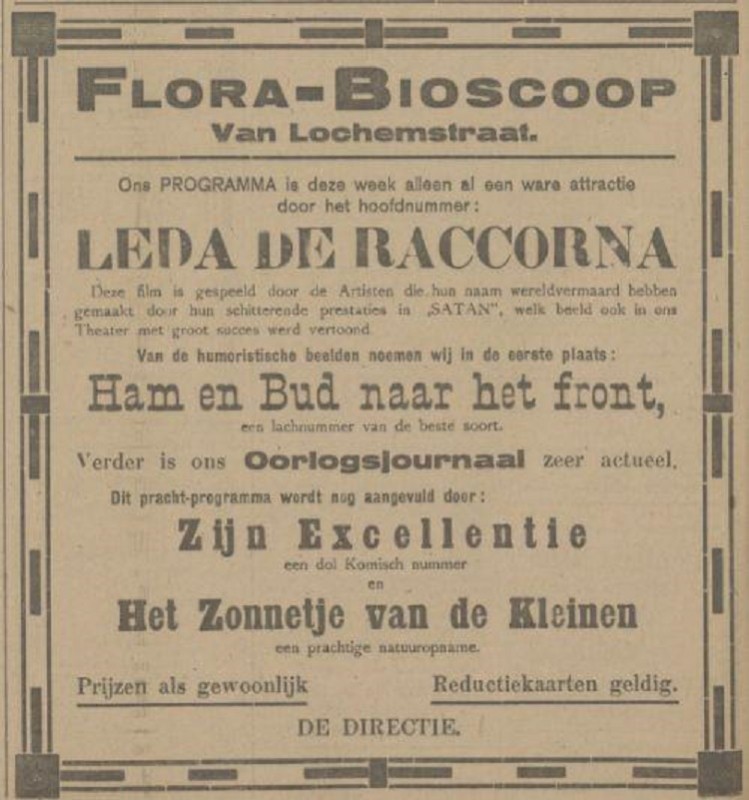 FLORA-BIOSCOOP
Van Lochemstraat.
Ons PROGRAMMA is deze week alleen al een ware attractie
door het hoofdnummer:
LEDA DE RACCORNA
Deze film is gespeeld door de Artisten die hun naam wereldvermaard hebben
gemaakt door hun schitterende prestaties in „SATAN”, welk beeld ook in ons
Theater met groot succes werd vertoond.
Van de humoristische beelden noemen wij in de eerste plaats:
Ham en Bud naar het front,
een lachnummer van de beste soort.
Verder is ons Oorlogsjournaal zeer actueel.
Dit pracht-programma wordt nog aangevuld door:
Zijn Excellentie
een dol Komisch nummer
en
Het Zonnetje van de Kleinen
een prachtige natuuropname.
Prijzen als gewoonlijk Reductiekaarten geldig.
DE DIRECTIE.